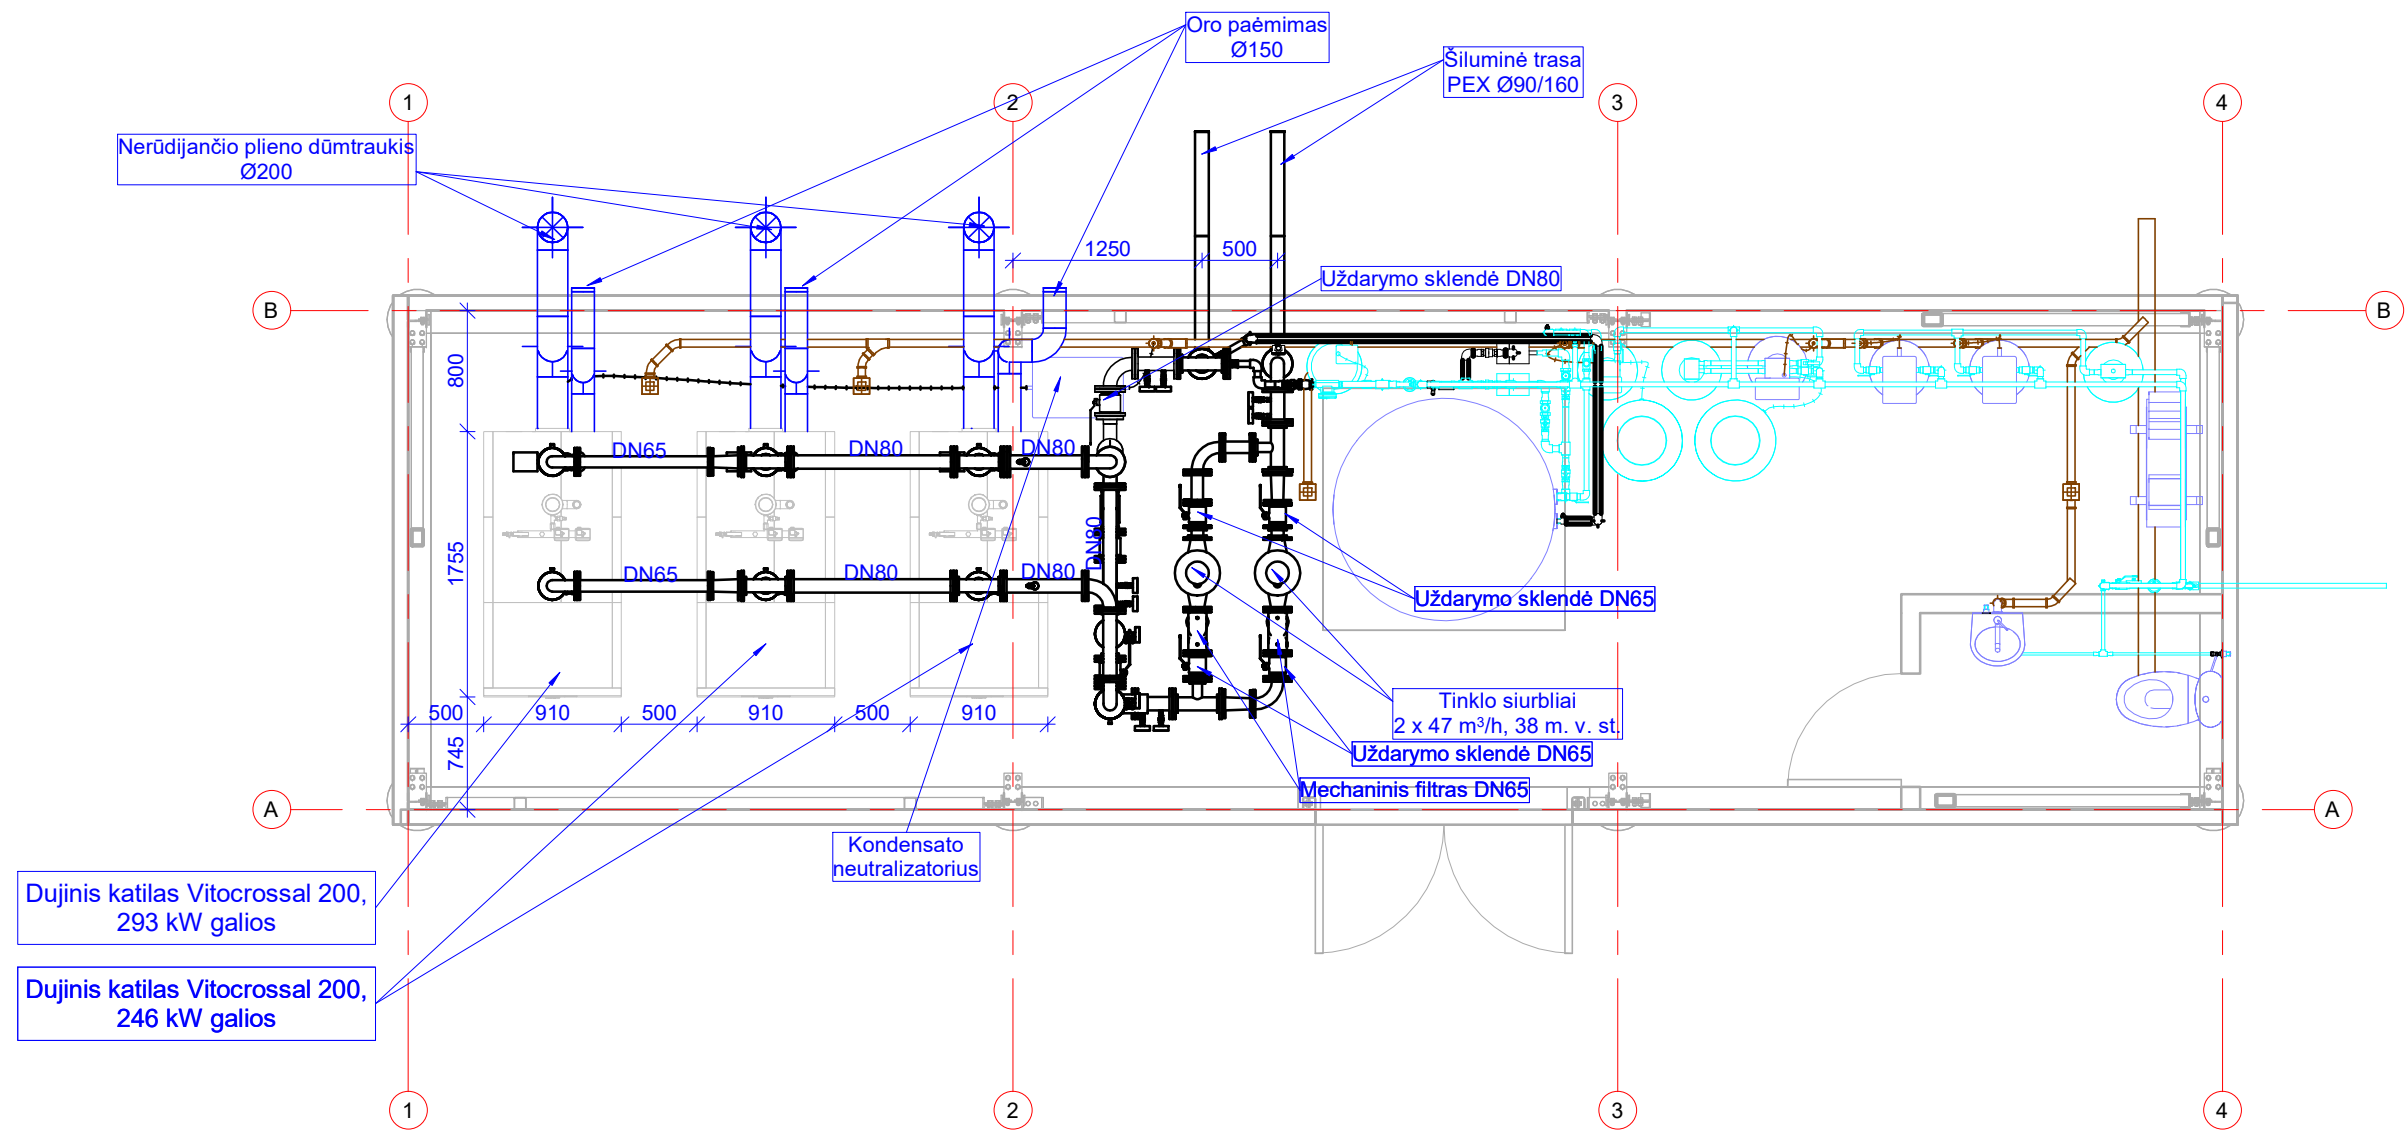 Oro paėmimas
Ø150
Šiluminė trasa
PEX Ø90/160
1
2
3
4
Nerūdijančio plieno dūmtraukis
Ø200
1250
500
Uždarymo sklendė DN80
B
B
800
DN65
DN80
DN80
DN80
1755
DN65
DN80
DN80
Uždarymo sklendė DN65
500
910
500
910
500
910
Tinklo siurbliai
2 x 47 m³/h, 38 m. v. st.
745
Uždarymo sklendė DN65
Mechaninis filtras DN65
A
A
Kondensato
neutralizatorius
Dujinis katilas Vitocrossal 200,
293 kW galios
Dujinis katilas Vitocrossal 200,
246 kW galios
1
2
3
4